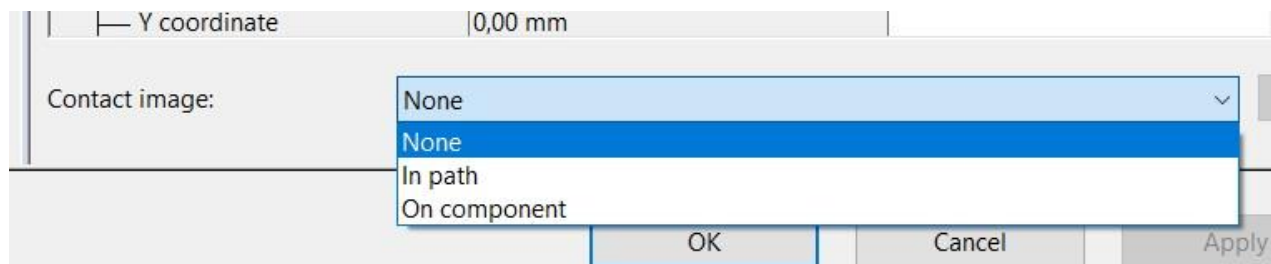 Y coordinate 0,00 mm
Contact image: None
None
In path
On component
OK Cancel Apply